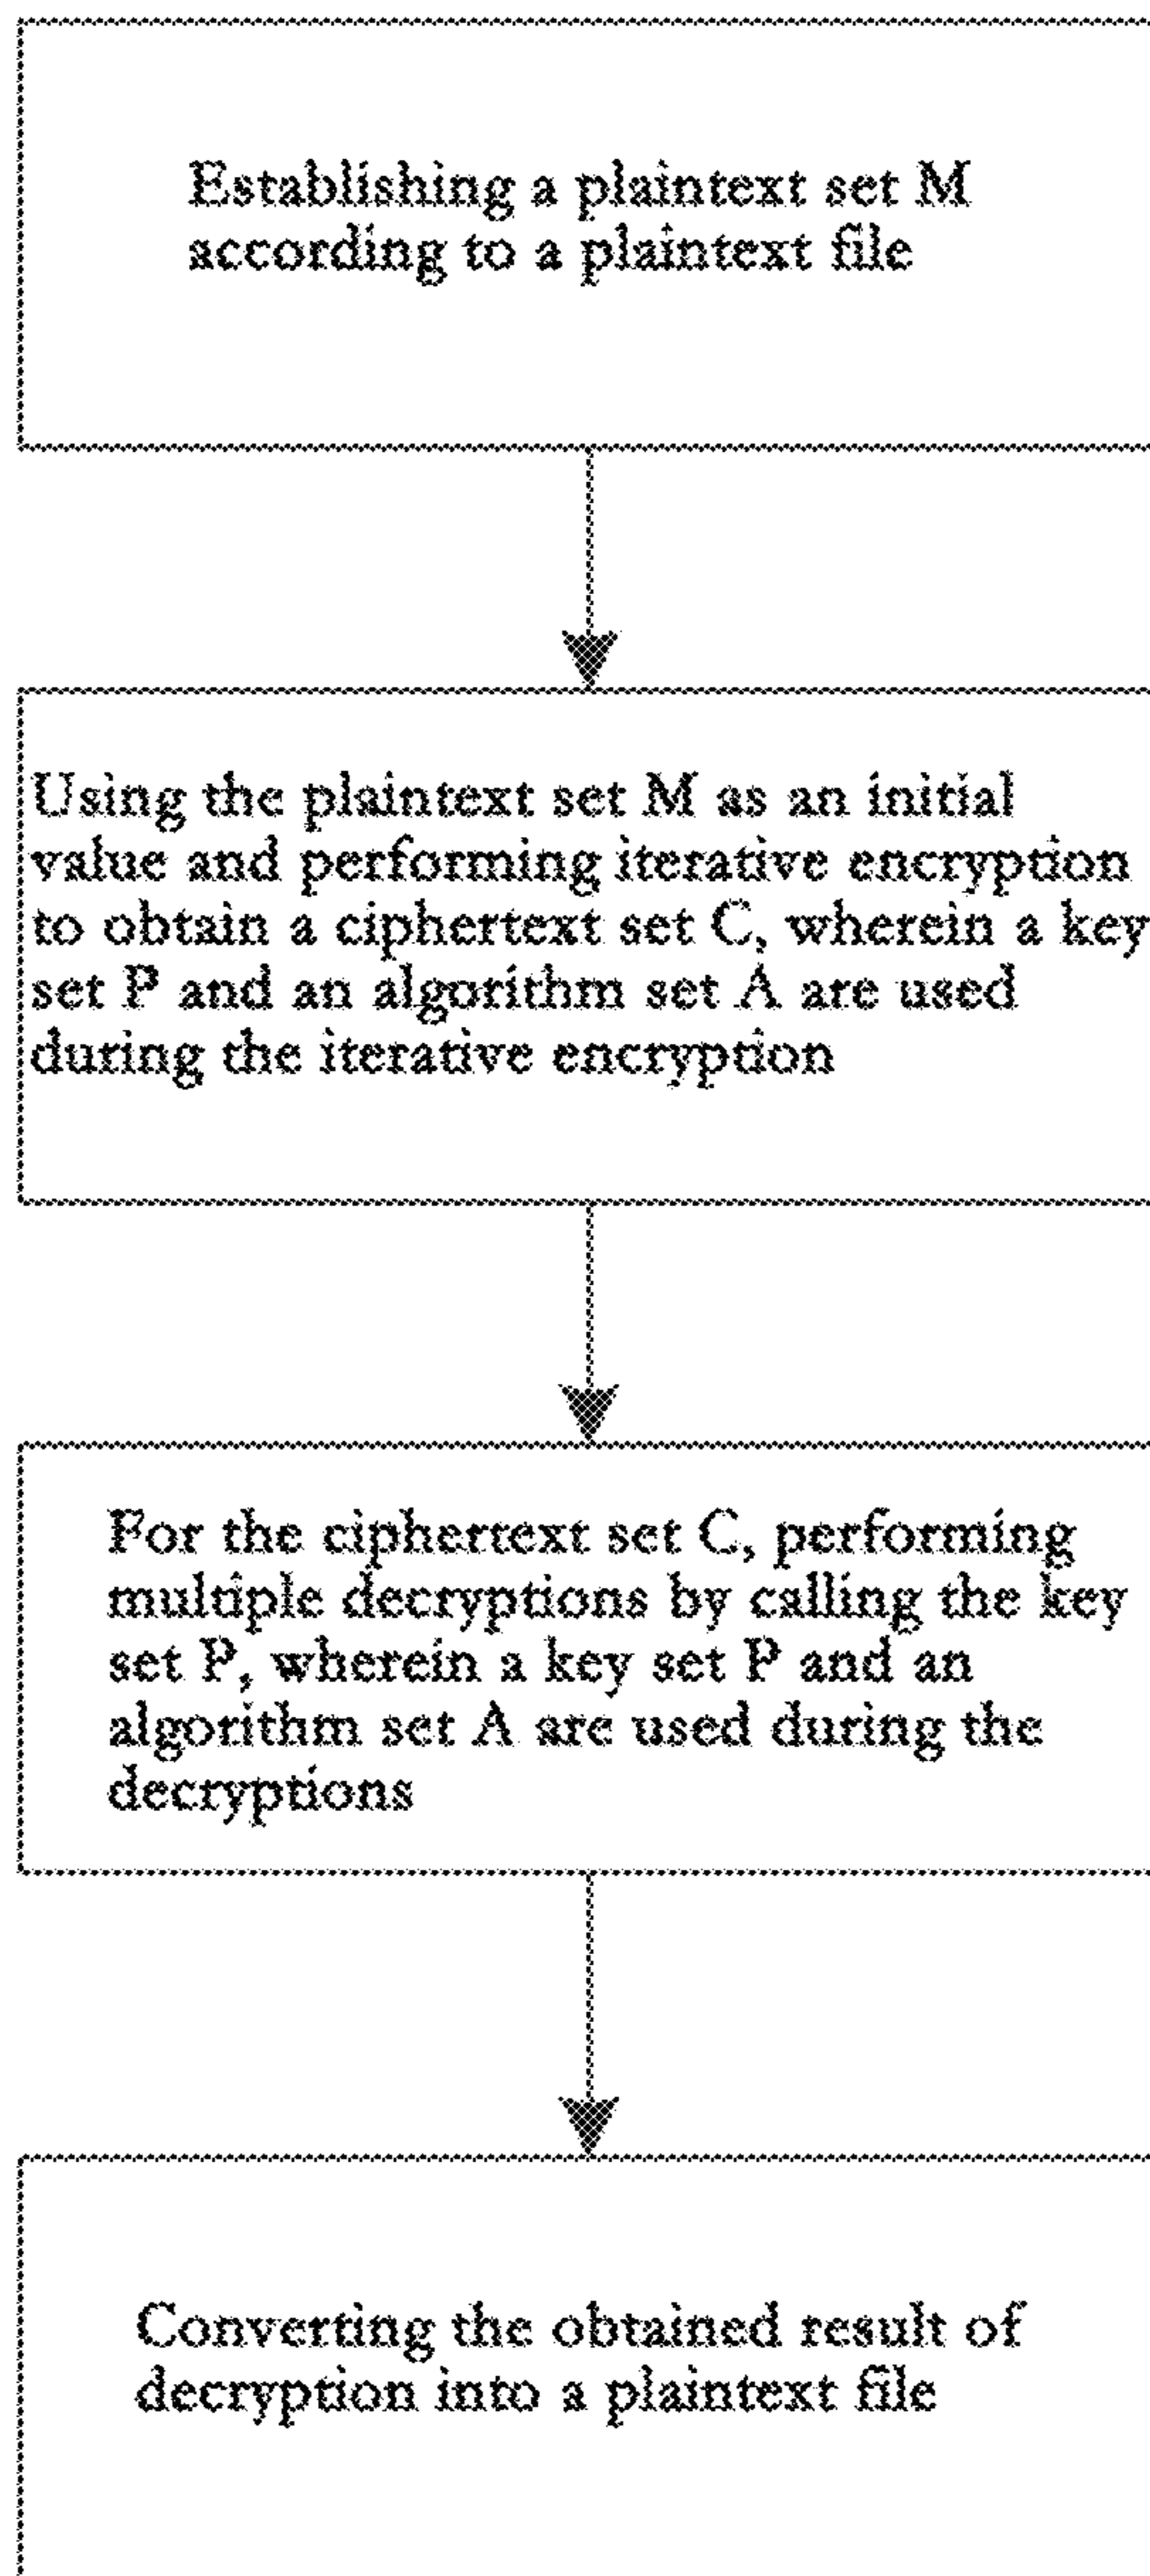 Establishing a plaintext set M
according to a plaintext file
Using the plaintext set M as an initial
value and performing iterative encryption
to obtain a ciphertext set C, wherein a key
set P and an algorithm set A are used
during the iterative encryption
For the ciphertext set C, performing
multiple decryptions by calling the key
set P, wherein a key set P and an
algorithm set A are used during the
decryptions
Converting the obtained result of
decryption into a plaintext file